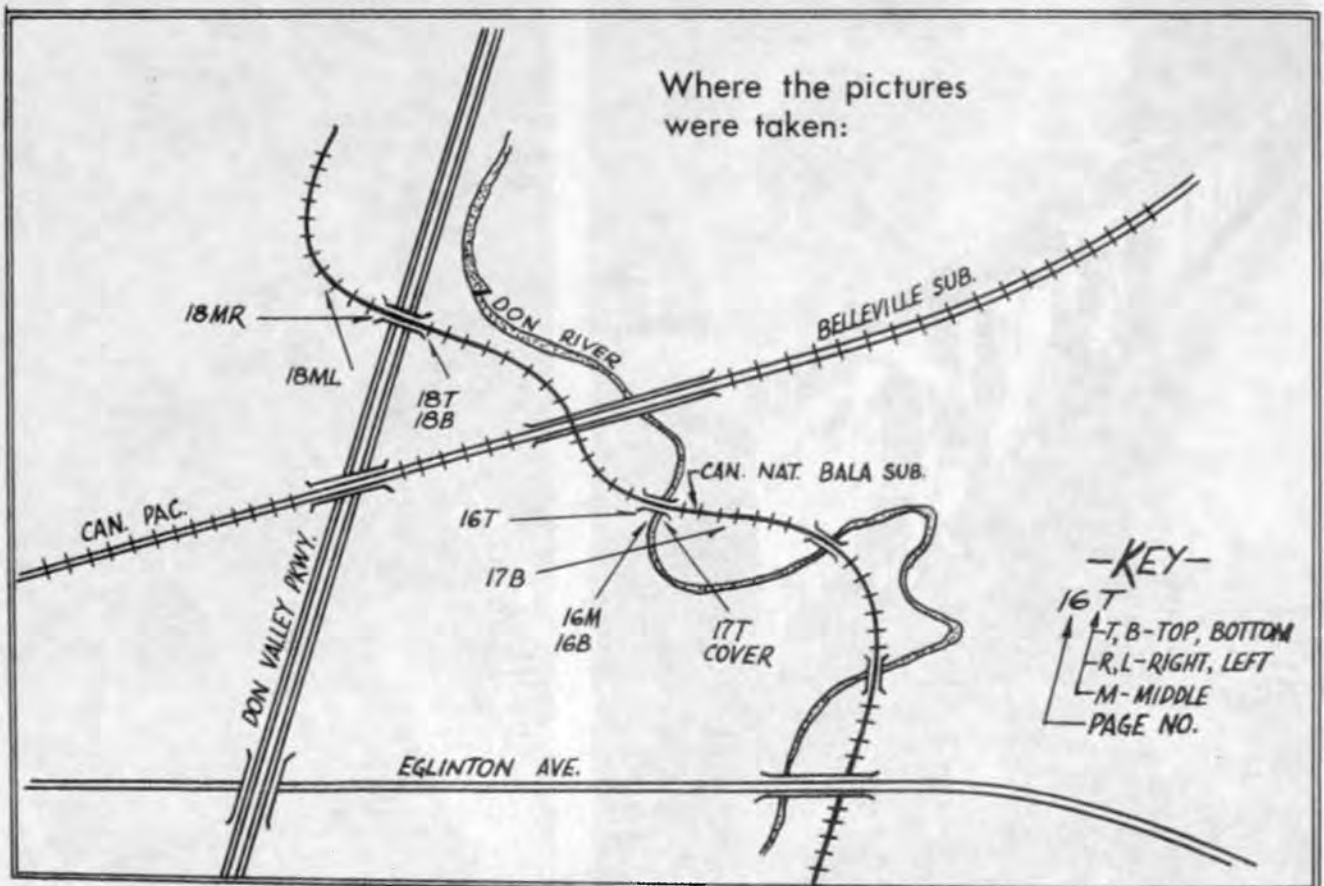 Where the pictures
were taken:
DON RIVER
BELLEVILLE SUB.
18MR
18ML
18T
18B
CAN. PAC.
CAN. NAT. BALA SUB.
16T
17B
16M
16B
17T
COVER
DON VALLEY PKWY.
EGLINTON AVE.
-KEY-
16 T
T, B-TOP, BOTTOM
R, L-RIGHT, LEFT
M-MIDDLE
PAGE NO.